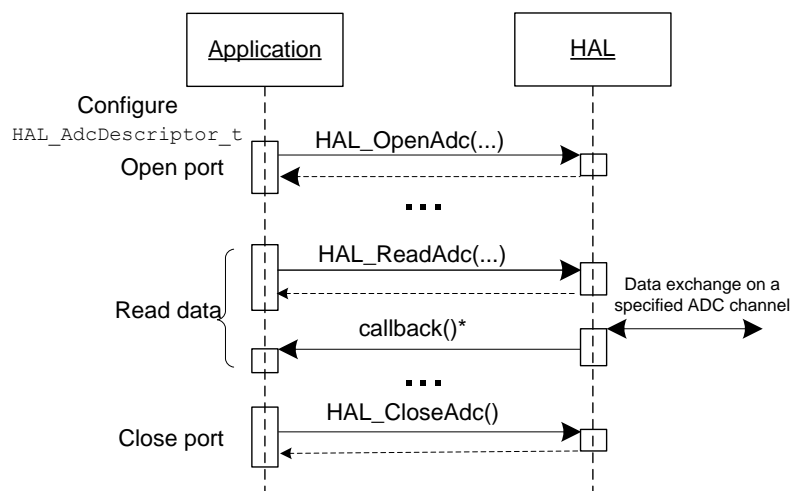 Application
HAL
Configure
HAL_AdcDescriptor_t
HAL_OpenAdc(...)
Open port
...
HAL_ReadAdc(...)
Data exchange on a
specified ADC channel
Read data
callback()*
...
HAL_CloseAdc()
Close port